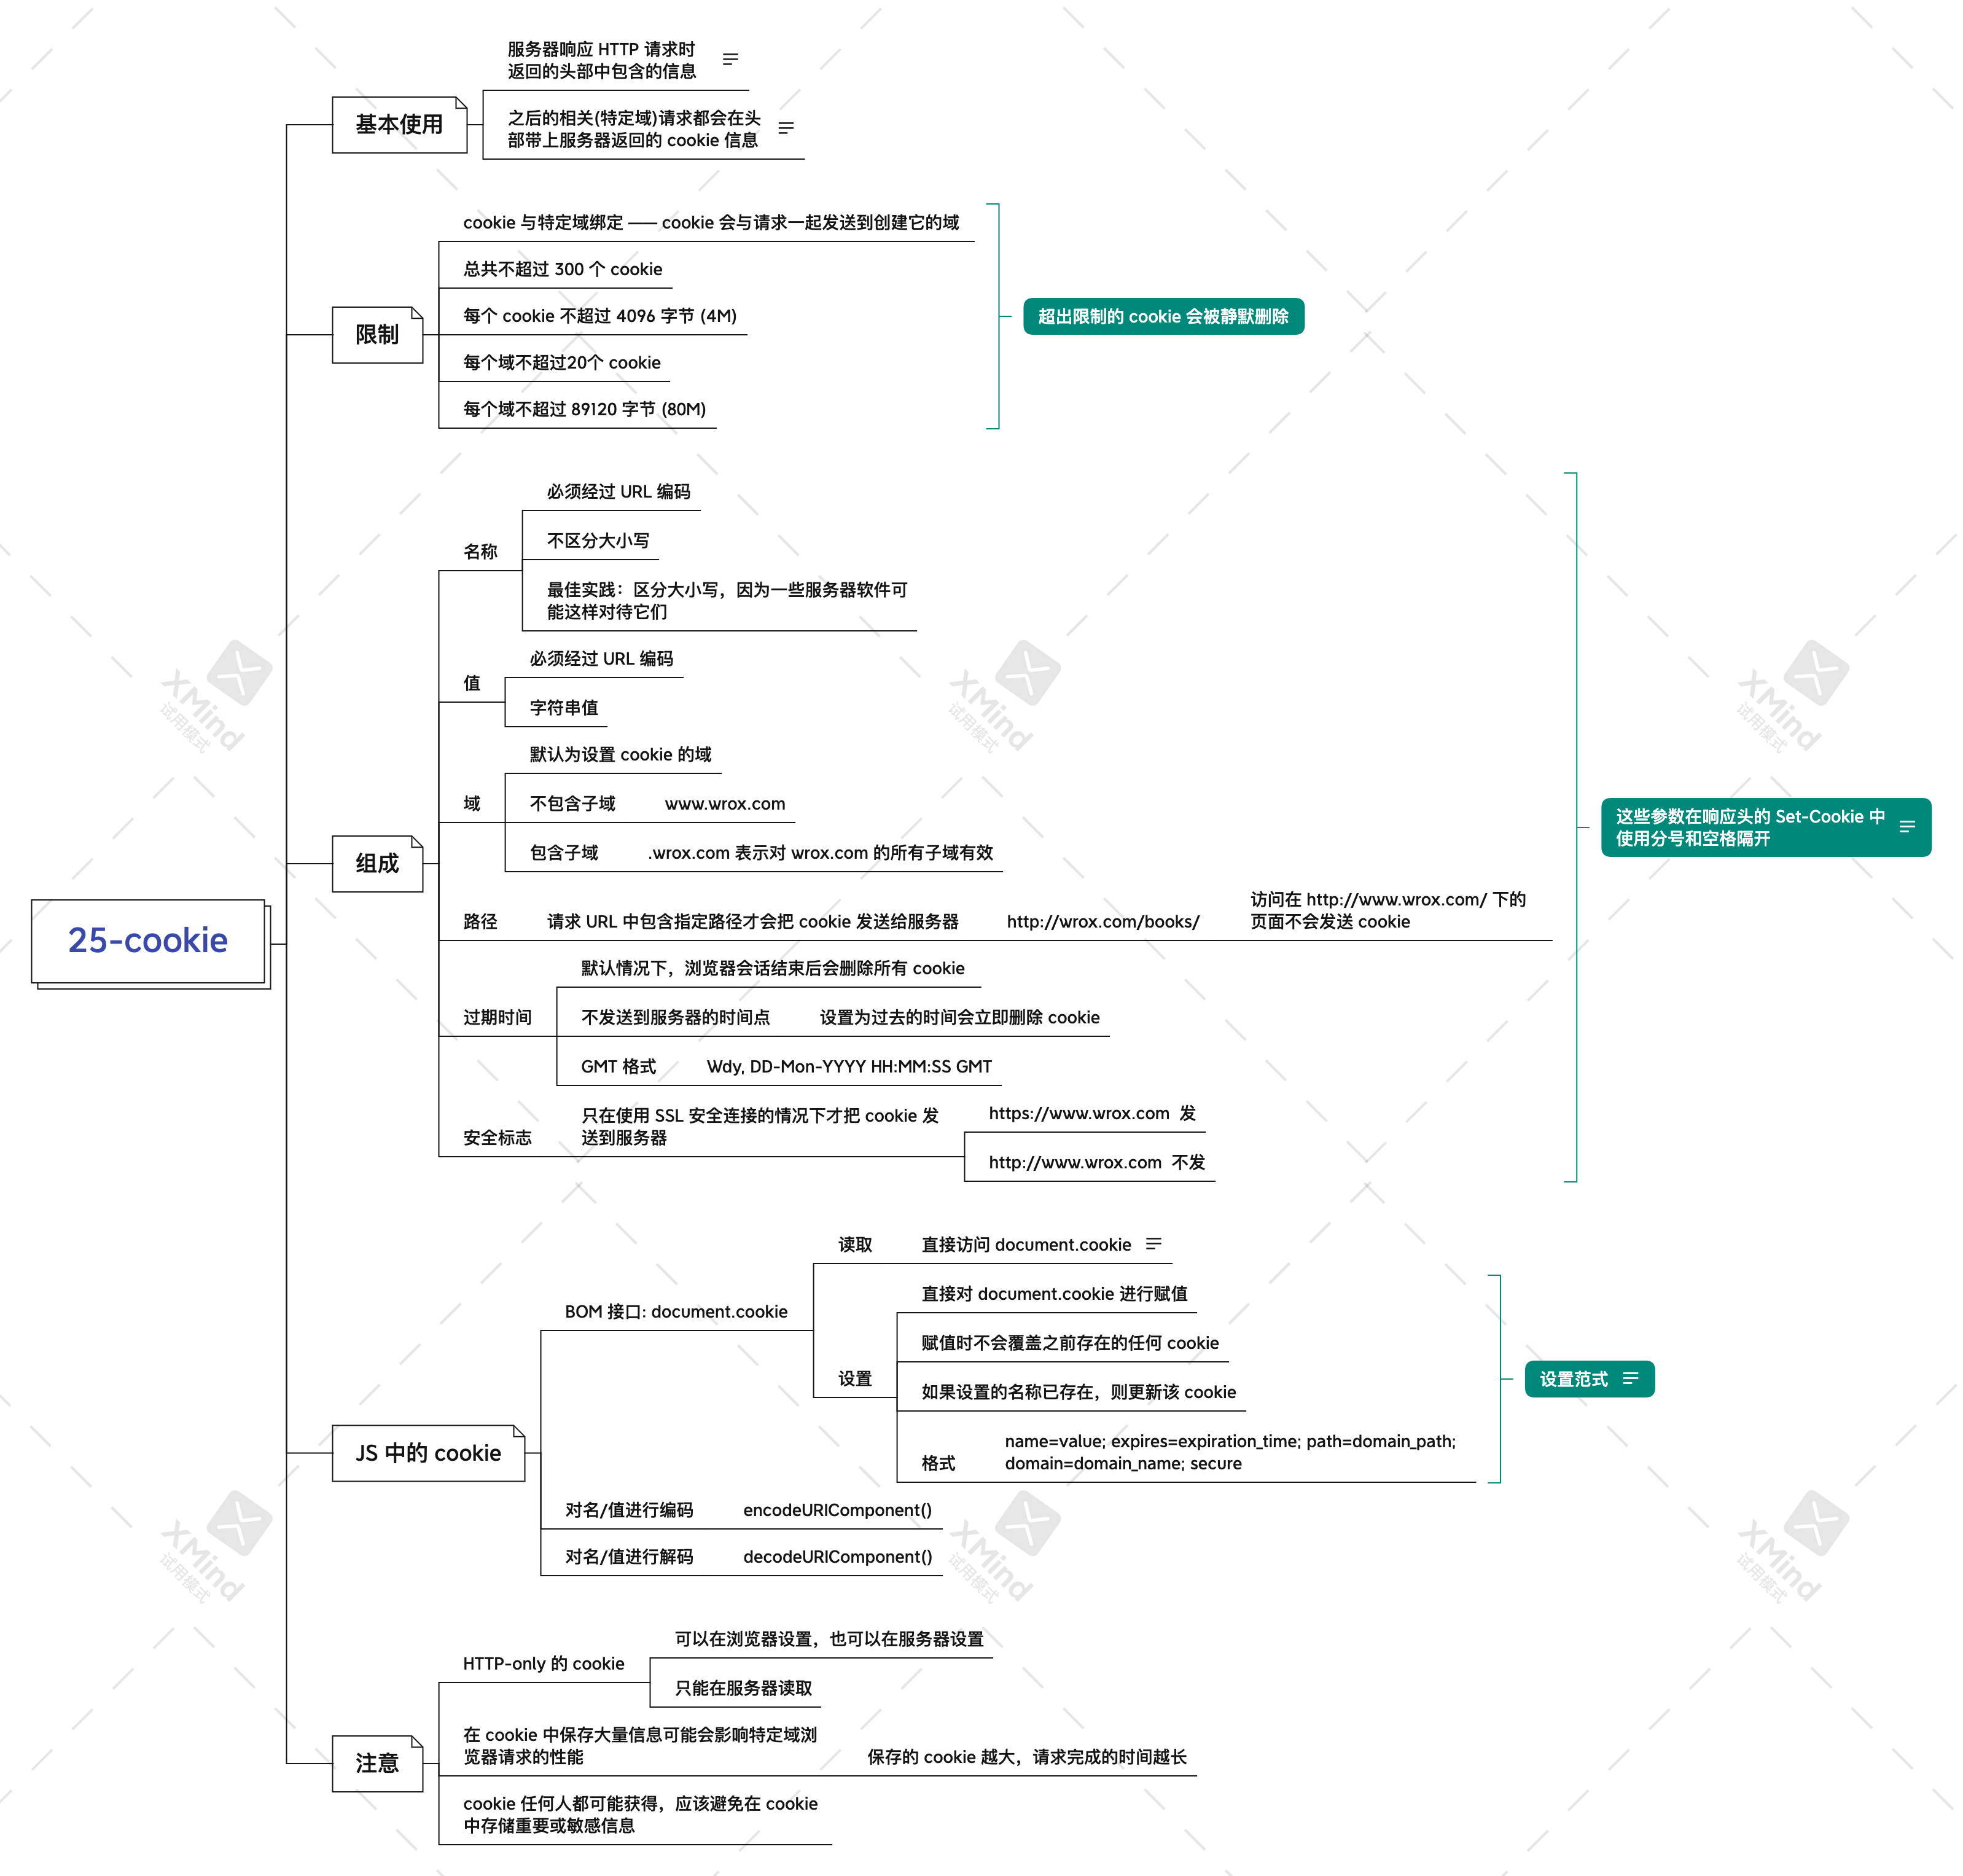 服务器响应 HTTP 请求时
返回的头部中包含的信息
基本使用
之后的相关(特定域)请求都会在头
部带上服务器返回的 cookie 信息
cookie 与特定域绑定 —— cookie 会与请求一起发送到创建它的域
总共不超过 300 个 cookie
限制
每个 cookie 不超过 4096 字节 (4M)
超出限制的 cookie 会被静默删除
每个域不超过20个 cookie
每个域不超过 89120 字节 (80M)
必须经过 URL 编码
名称
不区分大小写
最佳实践：区分大小写，因为一些服务器软件可
能这样对待它们
必须经过 URL 编码
值
字符串值
默认为设置 cookie 的域
域
不包含子域
www.wrox.com
包含子域
.wrox.com 表示对 wrox.com 的所有子域有效
这些参数在响应头的 Set-Cookie 中
使用分号和空格隔开
组成
路径
请求 URL 中包含指定路径才会把 cookie 发送给服务器
http://wrox.com/books/
访问在 http://www.wrox.com/ 下的
页面不会发送 cookie
25-cookie
默认情况下，浏览器会话结束后会删除所有 cookie
过期时间
不发送到服务器的时间点
设置为过去的时间会立即删除 cookie
GMT 格式
Wdy, DD-Mon-YYYY HH:MM:SS GMT
安全标志
只在使用 SSL 安全连接的情况下才把 cookie 发
送到服务器
https://www.wrox.com 发
http://www.wrox.com 不发
读取
直接访问 document.cookie
BOM 接口: document.cookie
直接对 document.cookie 进行赋值
赋值时不会覆盖之前存在的任何 cookie
设置
设置范式
如果设置的名称已存在，则更新该 cookie
格式
name=value; expires=expiration_time; path=domain_path;
domain=domain_name; secure
JS 中的 cookie
对名/值进行编码
encodeURIComponent()
对名/值进行解码
decodeURIComponent()
可以在浏览器设置，也可以在服务器设置
HTTP-only 的 cookie
只能在服务器读取
注意
在 cookie 中保存大量信息可能会影响特定域浏
览器请求的性能
保存的 cookie 越大，请求完成的时间越长
cookie 任何人都可能获得，应该避免在 cookie
中存储重要或敏感信息
XMind
试用模式
XMind
试用模式
XMind
试用模式
XMind
试用模式
XMind
试用模式
XMind
试用模式